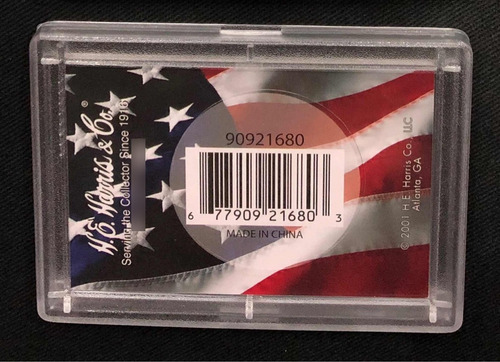 H.E. Harris & Co.®
Serving the Collector Since 1916
90921680
6 77909 21680 3
MADE IN CHINA
© 2001 H.E. Harris Co., LLC
Atlanta, GA